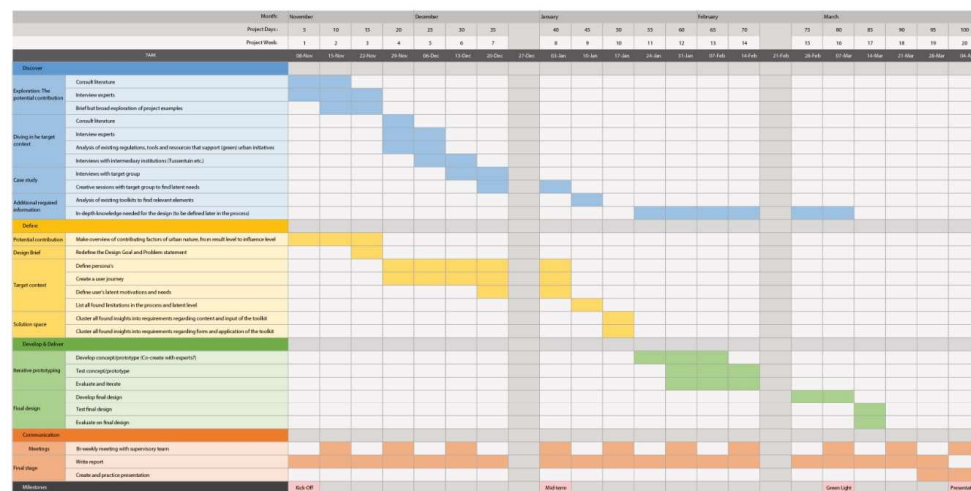 Month: November December January February March
Project Days: 5 10 15 20 25 30 35 40 45 50 55 60 65 70 75 80 85 90 95 100
Project Week: 1 2 3 4 5 6 7 8 9 10 11 12 13 14 15 16 17 18 19 20
TAAK 08-Nov 15-Nov 22-Nov 29-Nov 06-Dec 13-Dec 20-Dec 27-Dec 03-Jan 10-Jan 17-Jan 24-Jan 31-Jan 07-Feb 14-Feb 21-Feb 28-Feb 07-Mar 14-Mar 21-Mar 28-Mar 04-A
Discover
Exploration: The potential contribution
Consult literature
Interview experts
Brief but broad exploration of project examples
Diving in he target context
Consult literature
Interview experts
Analysis of existing regulations, tools and resources that support (green) urban initiatives
Interviews with intermediary institutions (Tussentuin etc.)
Case study
Interviews with target group
Creative sessions with target group to find latent needs
Additional required information
Analysis of existing toolkits to find relevant elements
In-depth knowledge needed for the design (to be defined later in the process)
Define
Potential contribution
Make overview of contributing factors of urban nature, from result level to influence level
Design Brief
Redefine the Design Goal and Problem statement
Target context
Define persona's
Create a user journey
Define user's latent motivations and needs
List all found limitations in the process and latent level
Solution space
Cluster all found insights into requirements regarding content and input of the toolkit
Cluster all found insights into requirements regarding form and application of the toolkit
Develop & Deliver
Iterative prototyping
Develop concept/prototype (Co-create with experts?)
Test concept/prototype
Evaluate and iterate
Final design
Develop final design
Test final design
Evaluate on final design
Communication
Meetings
Bi-weekly meeting with supervisory team
Final stage
Write report
Create and practice presentation
Milestones Kick-Off Mid-term Green Light Presentat